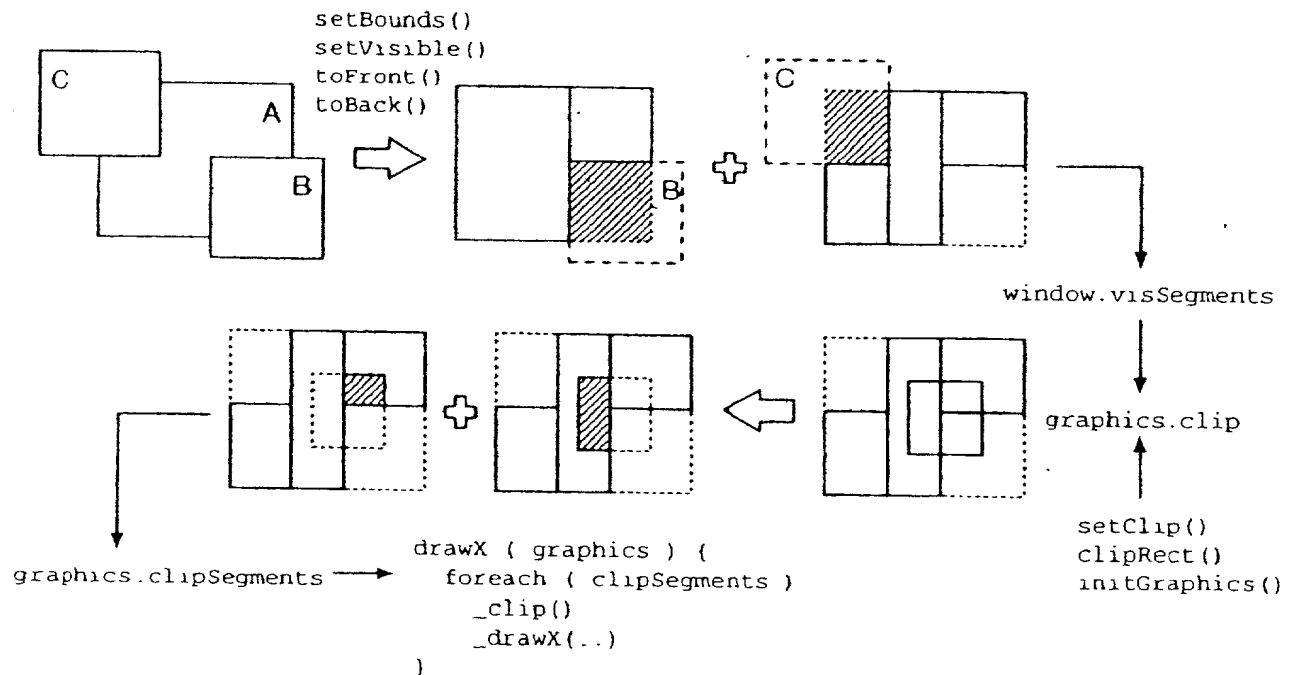 setBounds()
setVisible()
toFront()
toBack()
C
A
B
B
C
window.visSegments
graphics.clip
setClip()
clipRect()
initGraphics()
graphics.clipSegments
drawX ( graphics ) {
foreach ( clipSegments )
_clip()
_drawX(..)
}